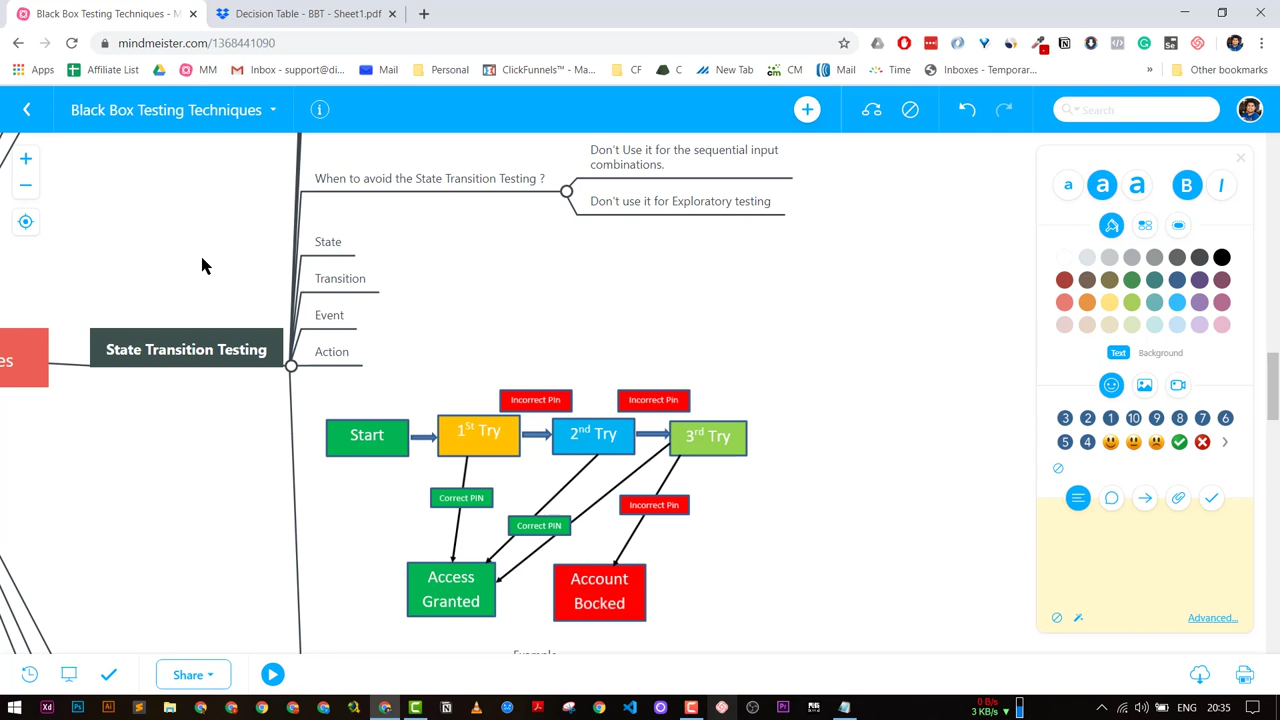 Black Box Testing Techniques - M
Decision Table - BBT - Sheet1.pdf
mindmeister.com/1368441090
Apps
Affiliate List
MM
Inbox - support@di...
Mail
Personal
ClickFunnels™ - Ma...
CF
C
New Tab
CM
Mail
Time
Inboxes - Temporar...
»
Other bookmarks
Black Box Testing Techniques
Search
When to avoid the State Transition Testing ?
Don't Use it for the sequential input
combinations.
Don't use it for Exploratory testing
State
Transition
Event
Action
es
State Transition Testing
Incorrect Pin
Incorrect Pin
Start
1St Try
2nd Try
3rd Try
Correct PIN
Correct PIN
Incorrect Pin
Access
Granted
Account
Bocked
a
a
a
B
I
Text
Background
3 2 1 10 9 8 7 6
5 4
Advanced...
Share
0 B/s
3 KB/s
ENG
20:35